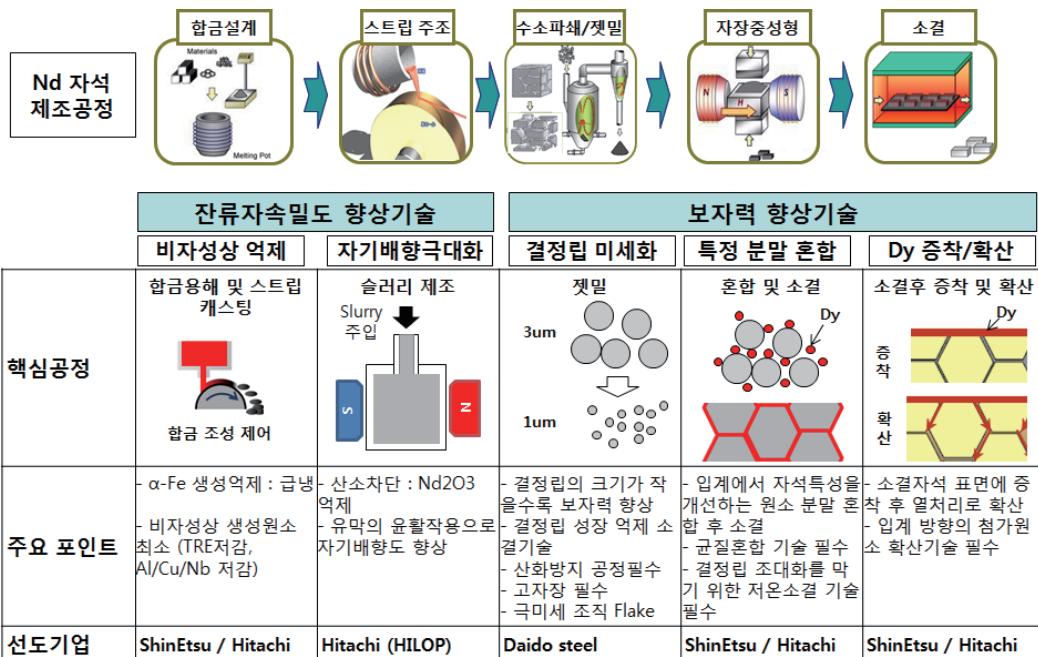 Nd 자석
제조공정
합금설계
Materials
Melting Pot
스트립 주조
수소파쇄/젯밀
자장중성형
N
H
S
소결
잔류자속밀도 향상기술
보자력 향상기술
비자성상 억제
자기배향극대화
결정립 미세화
특정 분말 혼합
Dy 증착/확산
핵심공정
합금용해 및 스트립
캐스팅
합금 조성 제어
슬러리 제조
Slurry
주입
S
N
젯밀
3um
1um
혼합 및 소결
Dy
소결후 증착 및 확산
Dy
증
착
확
산
주요 포인트
- α-Fe 생성억제 : 급냉
- 비자성상 생성원소
최소 (TRE저감,
Al/Cu/Nb 저감)
- 산소차단 : Nd2O3
억제
- 유막의 윤활작용으로
자기배향도 향상
- 결정립의 크기가 작
을수록 보자력 향상
- 결정립 성장 억제 소
결기술
- 산화방지 공정필수
- 고자장 필수
- 극미세 조직 Flake
- 입계에서 자석특성을
개선하는 원소 분말 혼
합 후 소결
- 균질혼합 기술 필수
- 결정립 조대화를 막
기 위한 저온소결 기술
필수
- 소결자석 표면에 증
착 후 열처리로 확산
- 입계 방향의 첨가원
소 확산기술 필수
선도기업
ShinEtsu / Hitachi
Hitachi (HILOP)
Daido steel
ShinEtsu / Hitachi
ShinEtsu / Hitachi